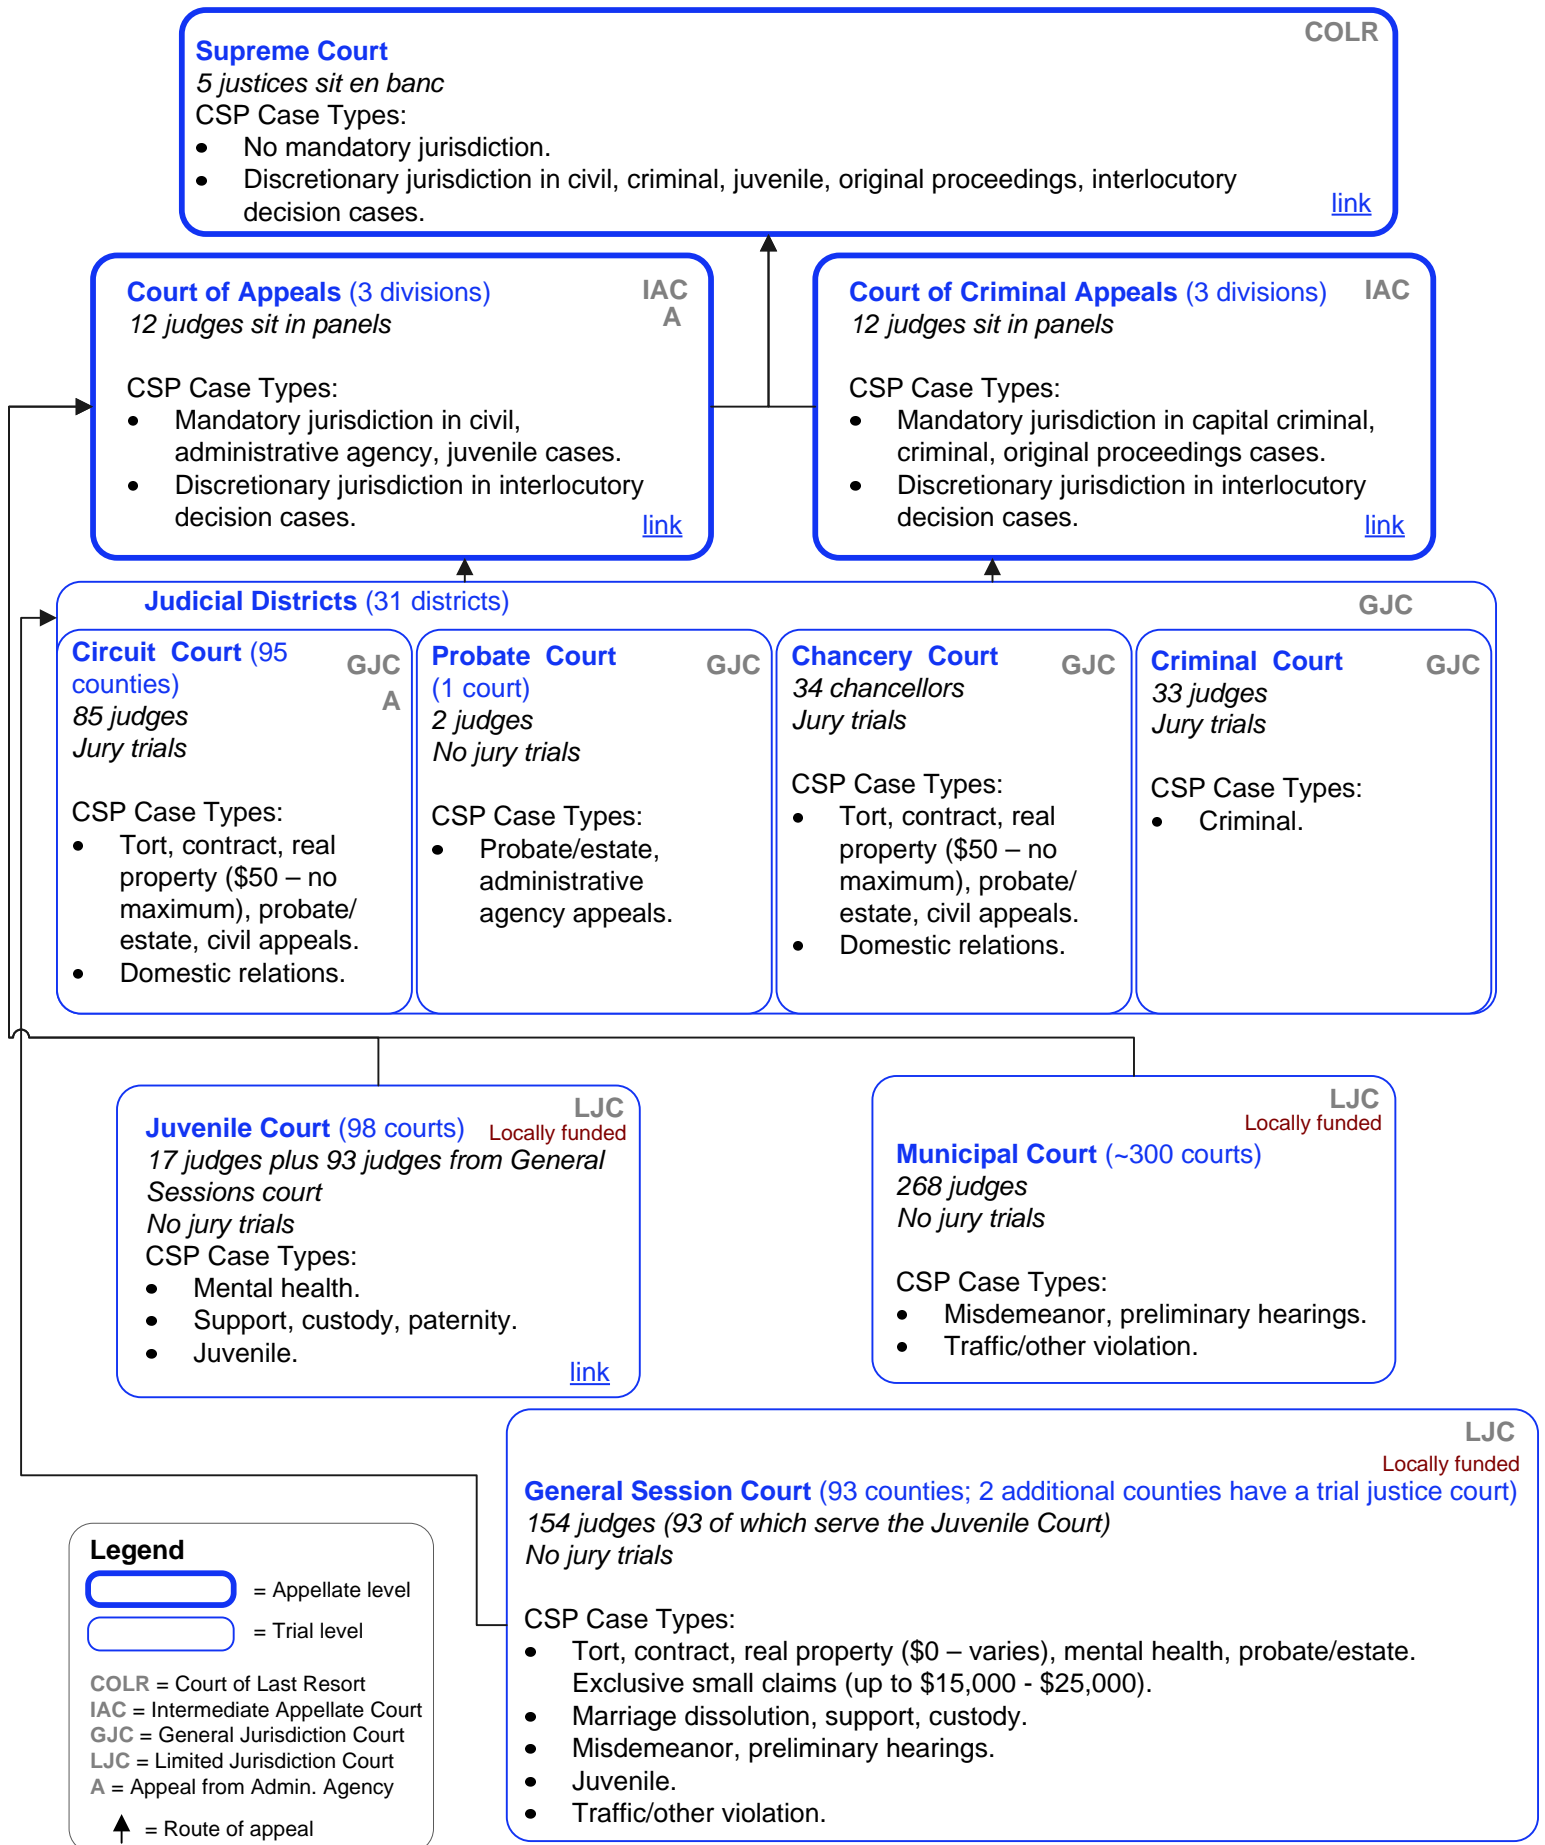 COLR
Supreme Court
5 justices sit en banc
CSP Case Types:
• No mandatory jurisdiction.
• Discretionary jurisdiction in civil, criminal, juvenile, original proceedings, interlocutory
decision cases.
link
Court of Appeals (3 divisions)
IAC
A
12 judges sit in panels
CSP Case Types:
• Mandatory jurisdiction in civil,
administrative agency, juvenile cases.
• Discretionary jurisdiction in interlocutory
decision cases.
link
Court of Criminal Appeals (3 divisions)
IAC
12 judges sit in panels
CSP Case Types:
• Mandatory jurisdiction in capital criminal,
criminal, original proceedings cases.
• Discretionary jurisdiction in interlocutory
decision cases.
link
Judicial Districts (31 districts)
GJC
Circuit Court (95
counties)
GJC
A
85 judges
Jury trials
CSP Case Types:
• Tort, contract, real
property ($50 – no
maximum), probate/
estate, civil appeals.
• Domestic relations.
Probate Court
(1 court)
GJC
2 judges
No jury trials
CSP Case Types:
• Probate/estate,
administrative
agency appeals.
Chancery Court
GJC
34 chancellors
Jury trials
CSP Case Types:
• Tort, contract, real
property ($50 – no
maximum), probate/
estate, civil appeals.
• Domestic relations.
Criminal Court
GJC
33 judges
Jury trials
CSP Case Types:
• Criminal.
LJC
Juvenile Court (98 courts) Locally funded
17 judges plus 93 judges from General
Sessions court
No jury trials
CSP Case Types:
• Mental health.
• Support, custody, paternity.
• Juvenile.
link
LJC
Locally funded
Municipal Court (~300 courts)
268 judges
No jury trials
CSP Case Types:
• Misdemeanor, preliminary hearings.
• Traffic/other violation.
LJC
Locally funded
General Session Court (93 counties; 2 additional counties have a trial justice court)
154 judges (93 of which serve the Juvenile Court)
No jury trials
CSP Case Types:
• Tort, contract, real property ($0 – varies), mental health, probate/estate.
Exclusive small claims (up to $15,000 - $25,000).
• Marriage dissolution, support, custody.
• Misdemeanor, preliminary hearings.
• Juvenile.
• Traffic/other violation.
Legend
= Appellate level
= Trial level
COLR = Court of Last Resort
IAC = Intermediate Appellate Court
GJC = General Jurisdiction Court
LJC = Limited Jurisdiction Court
A = Appeal from Admin. Agency
= Route of appeal